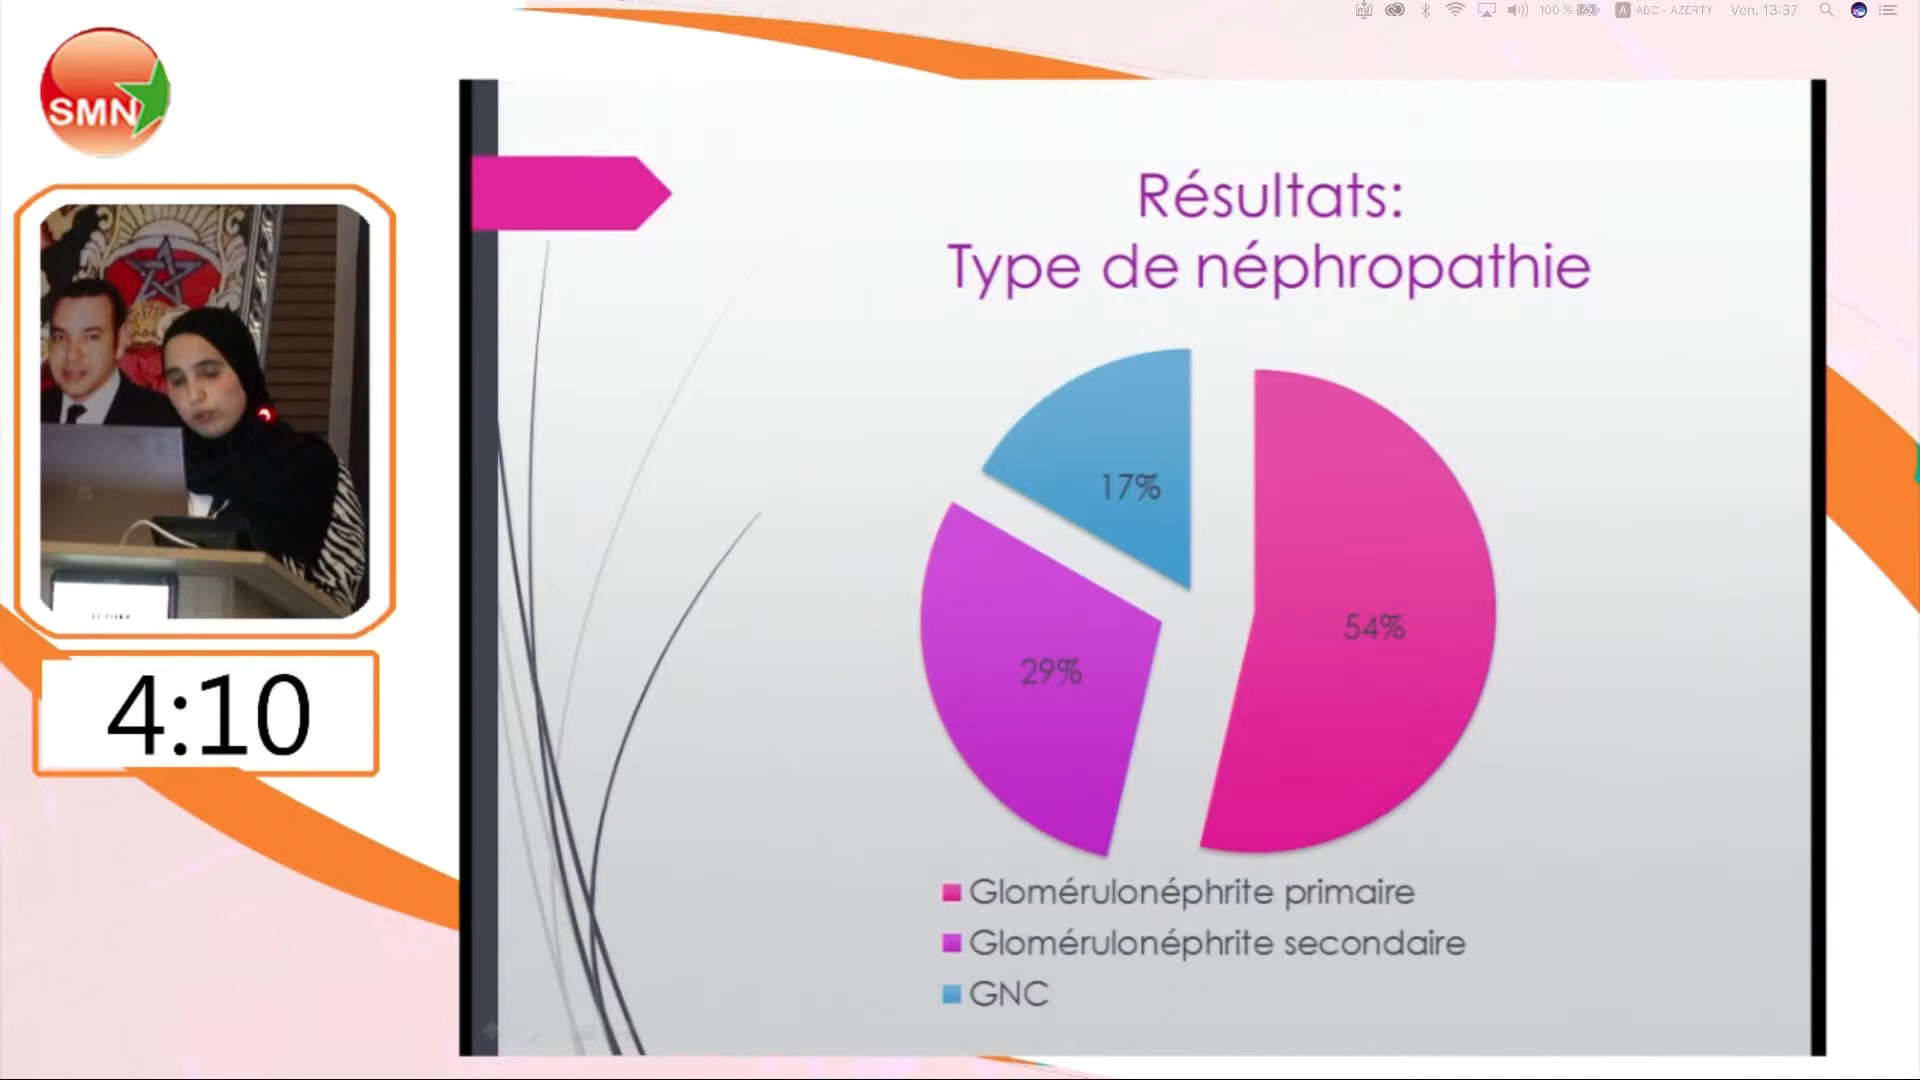 100 %
A ABC - AZERTY
Ven. 13:37
SMN
Résultats:
Type de néphropathie
17%
54%
29%
4:10
Glomérulonéphrite primaire
Glomérulonéphrite secondaire
GNC